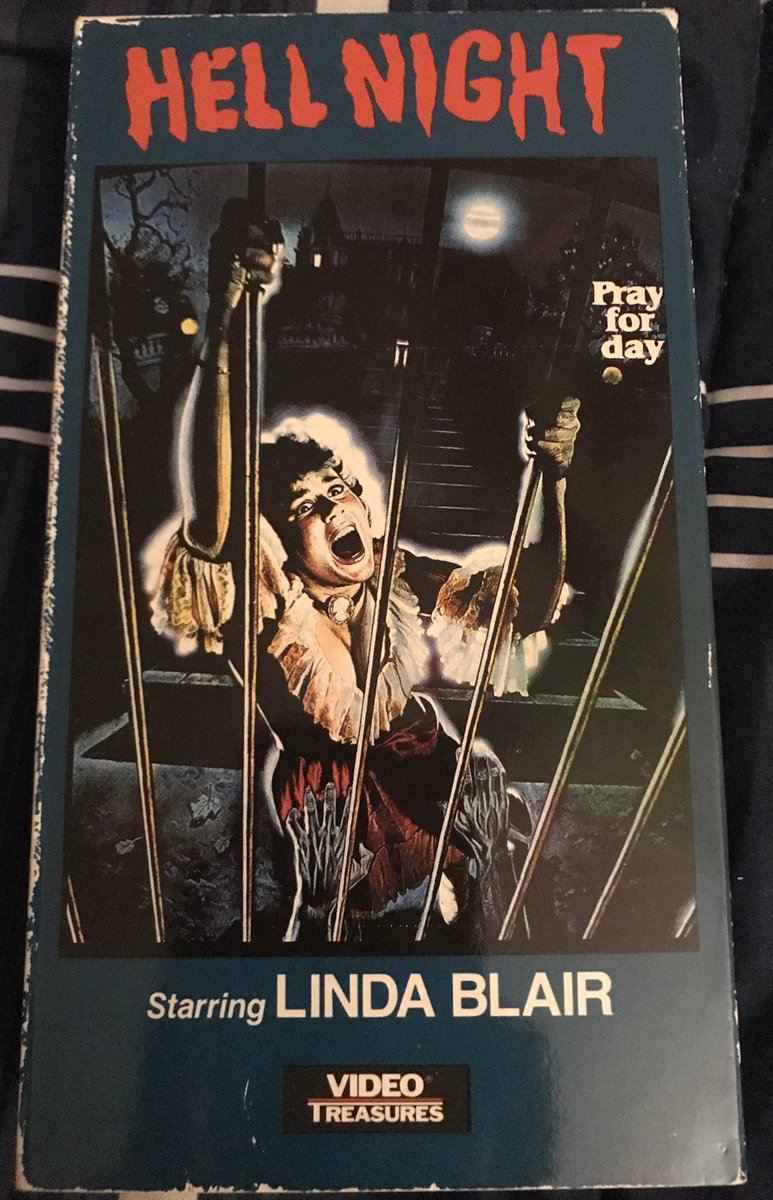 HELL NIGHT
Pray
for
day
Starring LINDA BLAIR
VIDEO®
TREASURES